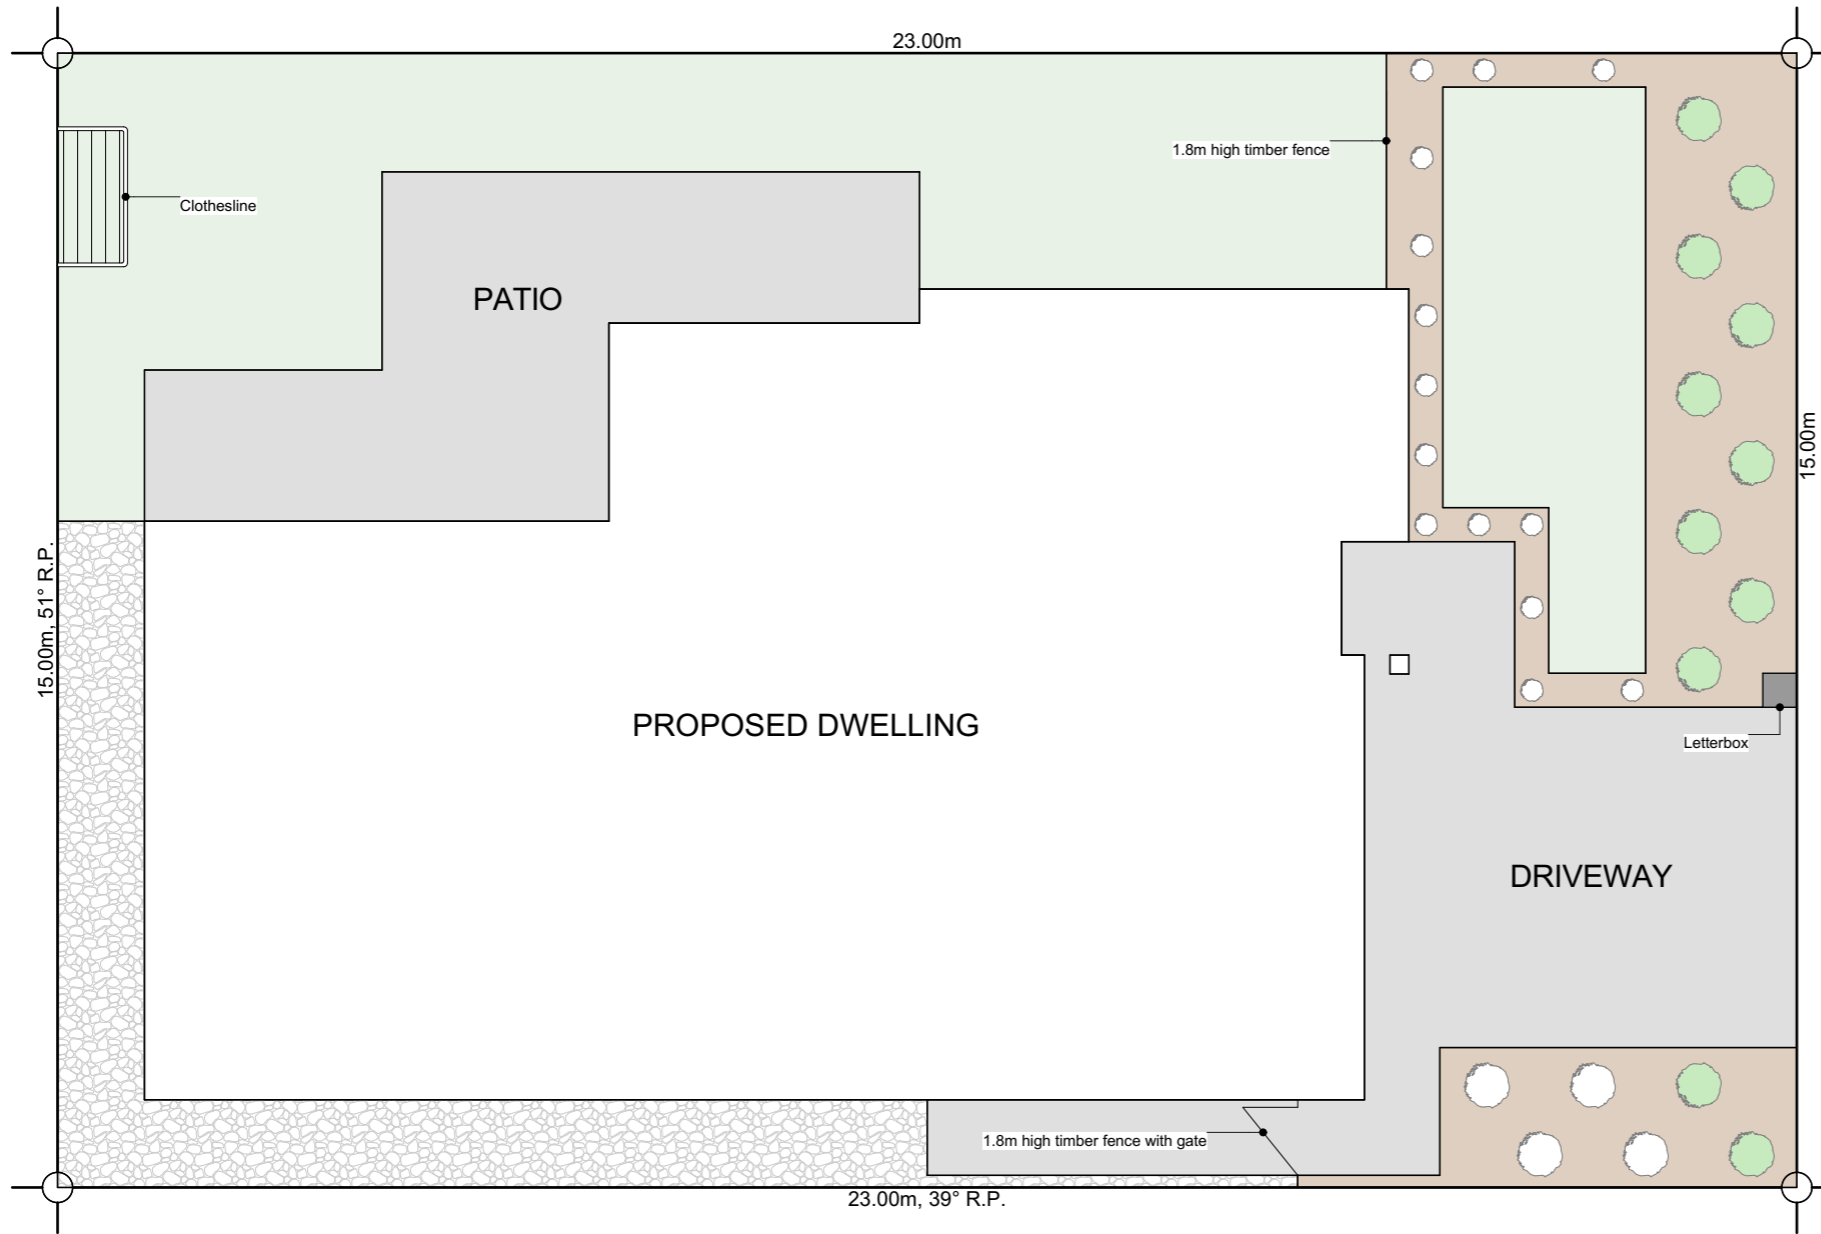 23.00m
1.8m high timber fence
Clothesline
PATIO
15.00m
15.00m, 51° R.P.
PROPOSED DWELLING
Letterbox
DRIVEWAY
1.8m high timber fence with gate
23.00m, 39° R.P.